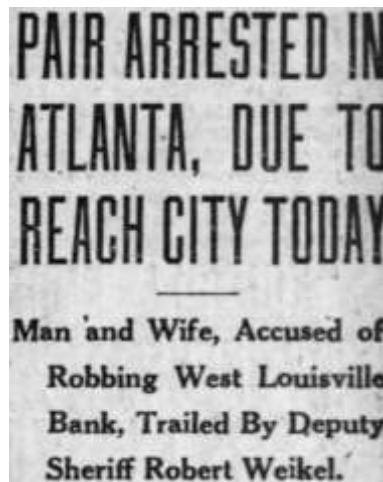 PAIR ARRESTED IN
ATLANTA, DUE TO
REACH CITY TODAY
Man and Wife, Accused of
Robbing West Louisville
Bank, Trailed By Deputy
Sheriff Robert Weikel.